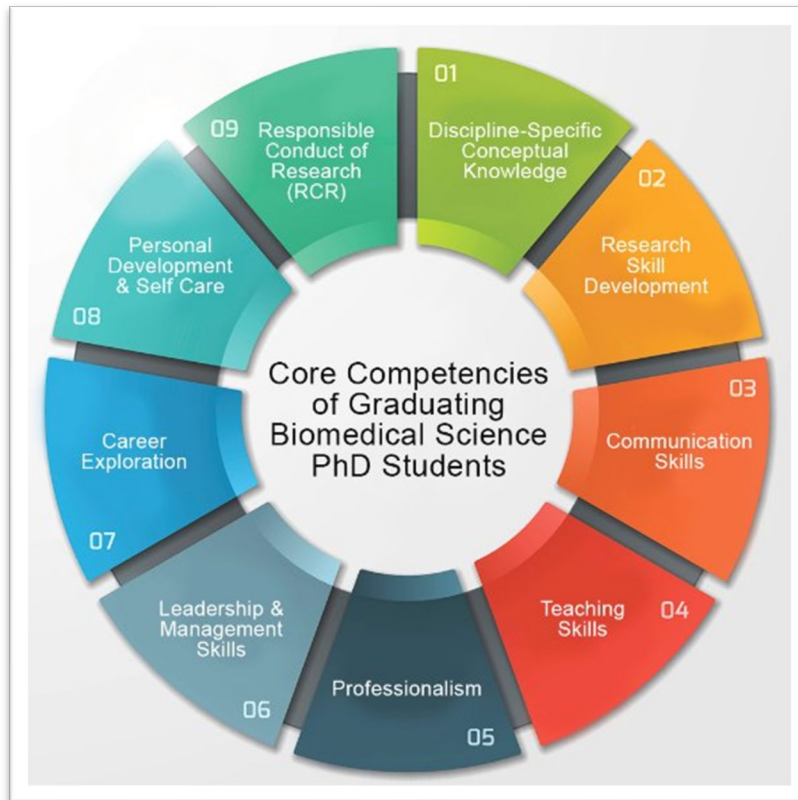 Core Competencies
of Graduating
Biomedical Science
PhD Students
01
Discipline-Specific
Conceptual
Knowledge
02
Research
Skill
Development
03
Communication
Skills
04
Teaching
Skills
05
Professionalism
06
Leadership &
Management
Skills
07
Career
Exploration
08
Personal
Development
& Self Care
09
Responsible
Conduct of
Research
(RCR)